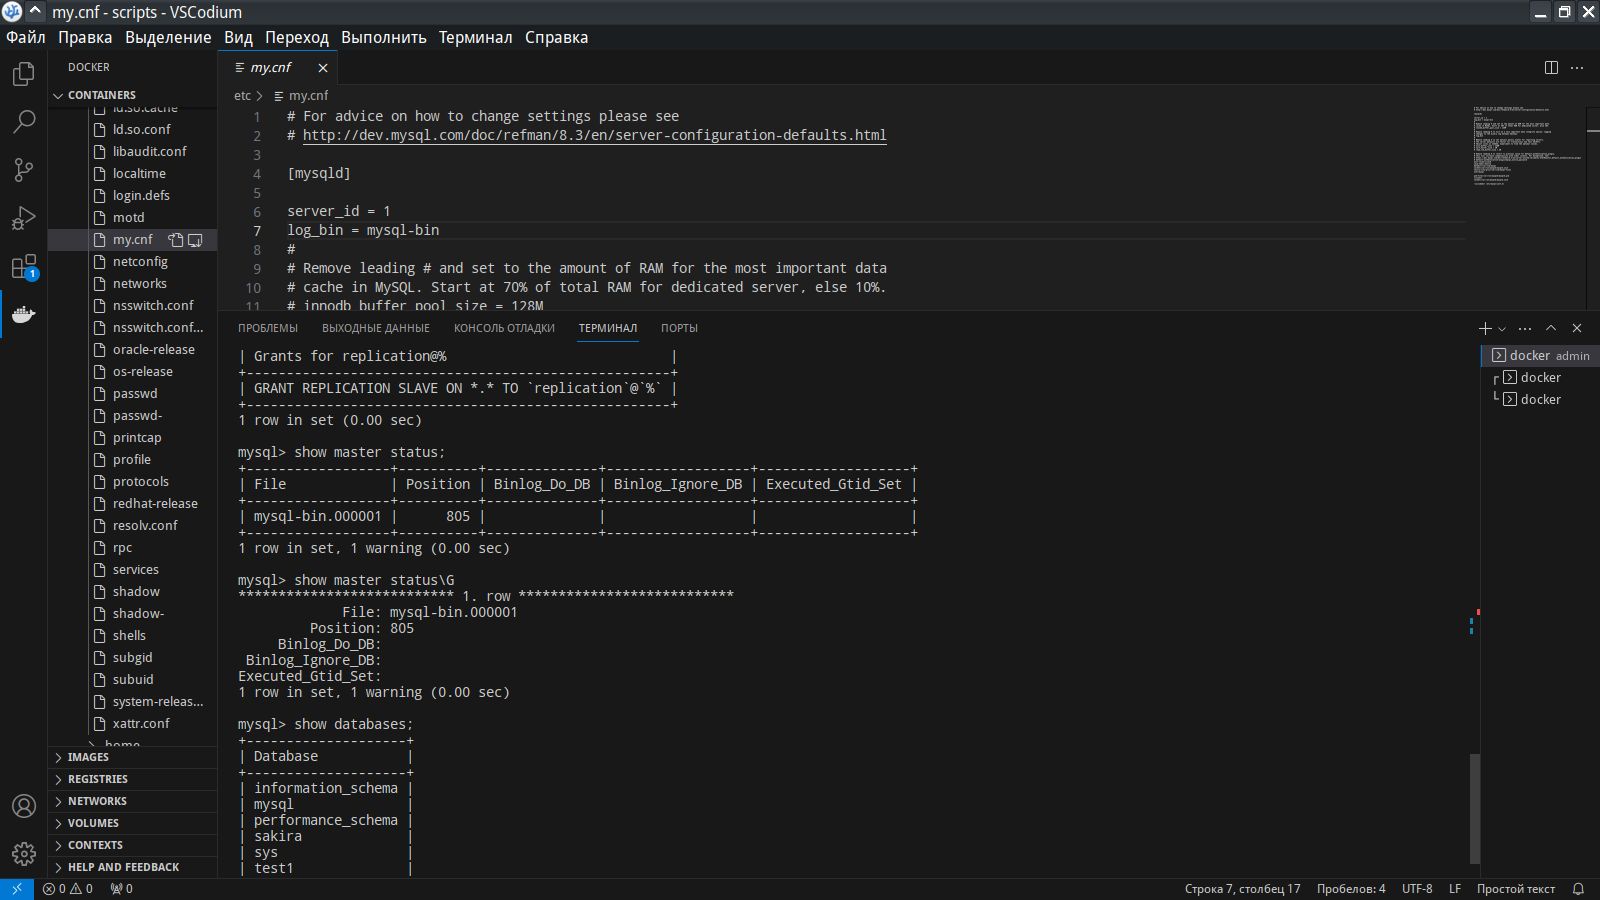 my.cnf - scripts - VSCodium
Файл Правка Выделение Вид Переход Выполнить Терминал Справка
DOCKER
CONTAINERS
ld.so.cache
ld.so.conf
libaudit.conf
localtime
login.defs
motd
my.cnf
netconfig
networks
nsswitch.conf
nsswitch.conf...
oracle-release
os-release
passwd
passwd-
printcap
profile
protocols
redhat-release
resolv.conf
rpc
services
shadow
shadow-
shells
subgid
subuid
system-releas...
xattr.conf
home
IMAGES
REGISTRIES
NETWORKS
VOLUMES
CONTEXTS
HELP AND FEEDBACK
1
my.cnf
etc > my.cnf
1 # For advice on how to change settings please see
2 # http://dev.mysql.com/doc/refman/8.3/en/server-configuration-defaults.html
3
4 [mysqld]
5
6 server_id = 1
7 log_bin = mysql-bin
8 #
9 # Remove leading # and set to the amount of RAM for the most important data
10 # cache in MySQL. Start at 70% of total RAM for dedicated server, else 10%.
11 # innodb_buffer_pool_size = 128M
ПРОБЛЕМЫ ВЫХОДНЫЕ ДАННЫЕ КОНСОЛЬ ОТЛАДКИ ТЕРМИНАЛ ПОРТЫ
| Grants for replication@%                            |
+-----------------------------------------------------+
| GRANT REPLICATION SLAVE ON *.* TO `replication`@`%` |
+-----------------------------------------------------+
1 row in set (0.00 sec)
mysql> show master status;
+------------------+----------+--------------+------------------+-------------------+
| File             | Position | Binlog_Do_DB | Binlog_Ignore_DB | Executed_Gtid_Set |
+------------------+----------+--------------+------------------+-------------------+
| mysql-bin.000001 |      805 |              |                  |                   |
+------------------+----------+--------------+------------------+-------------------+
1 row in set, 1 warning (0.00 sec)
mysql> show master status\G
*************************** 1. row ***************************
File: mysql-bin.000001
Position: 805
Binlog_Do_DB:
Binlog_Ignore_DB:
Executed_Gtid_Set:
1 row in set, 1 warning (0.00 sec)
mysql> show databases;
+--------------------+
| Database           |
+--------------------+
| information_schema |
| mysql              |
| performance_schema |
| sakira             |
| sys                |
| test1              |
docker admin
docker
docker
0 0 0
Строка 7, столбец 17 Пробелов: 4 UTF-8 LF Простой текст